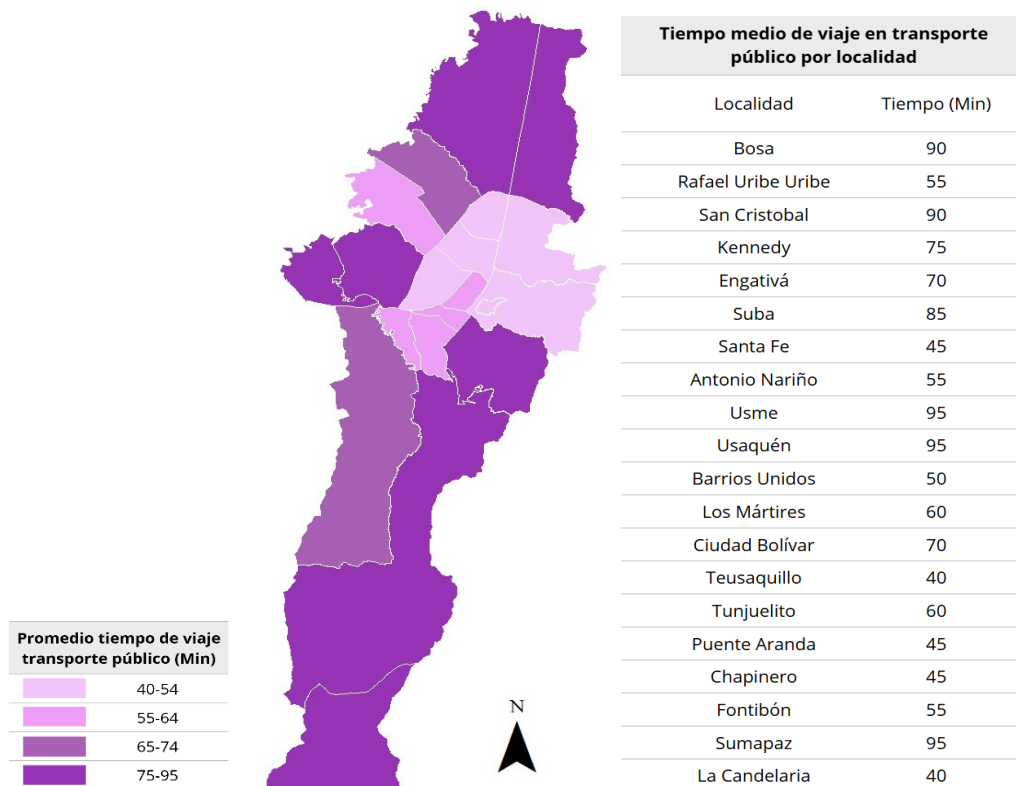 Tiempo medio de viaje en transporte
público por localidad
Localidad Tiempo (Min)
Bosa 90
Rafael Uribe Uribe 55
San Cristobal 90
Kennedy 75
Engativá 70
Suba 85
Santa Fe 45
Antonio Nariño 55
Usme 95
Usaquén 95
Barrios Unidos 50
Los Mártires 60
Ciudad Bolívar 70
Teusaquillo 40
Tunjuelito 60
Puente Aranda 45
Chapinero 45
Fontibón 55
Sumapaz 95
La Candelaria 40
Promedio tiempo de viaje
transporte público (Min)
40-54
55-64
65-74
75-95
N